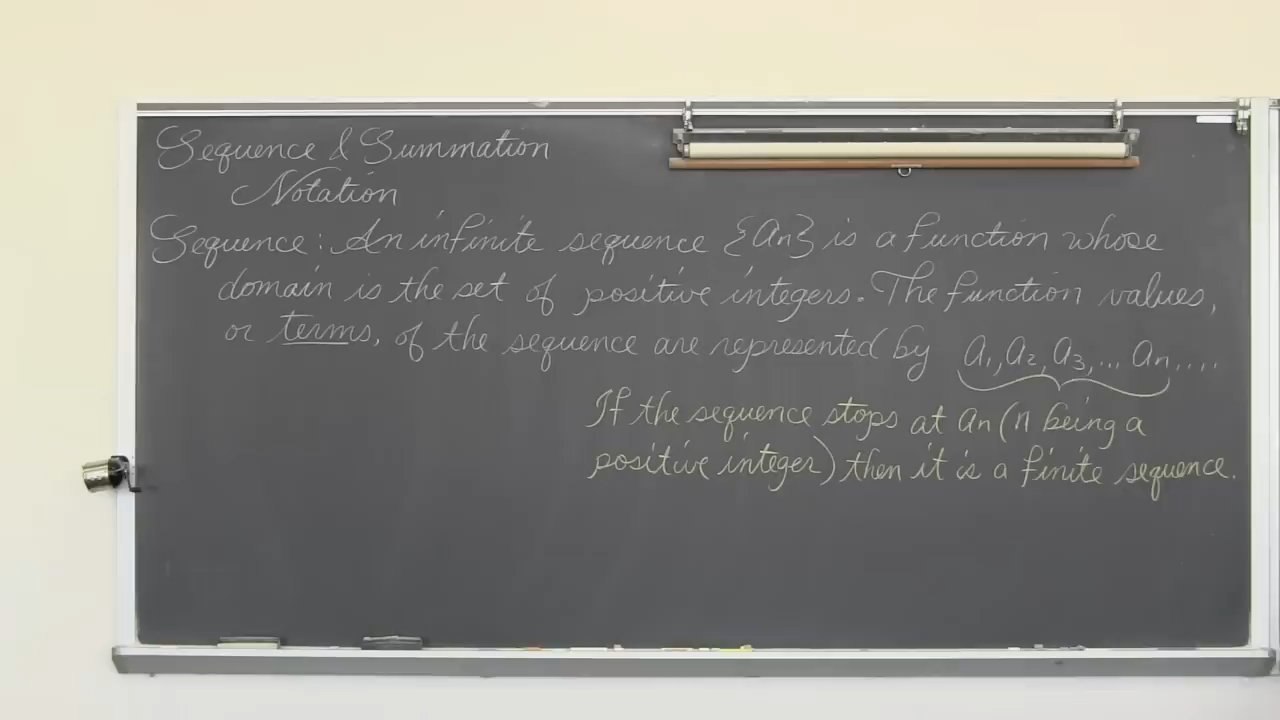 Sequence & Summation
Notation
Sequence: An infinite sequence {an} is a function whose
domain is the set of positive integers. The function values,
or terms, of the sequence are represented by a1, a2, a3, ... an, ....
If the sequence stops at an (n being a
positive integer) then it is a finite sequence.